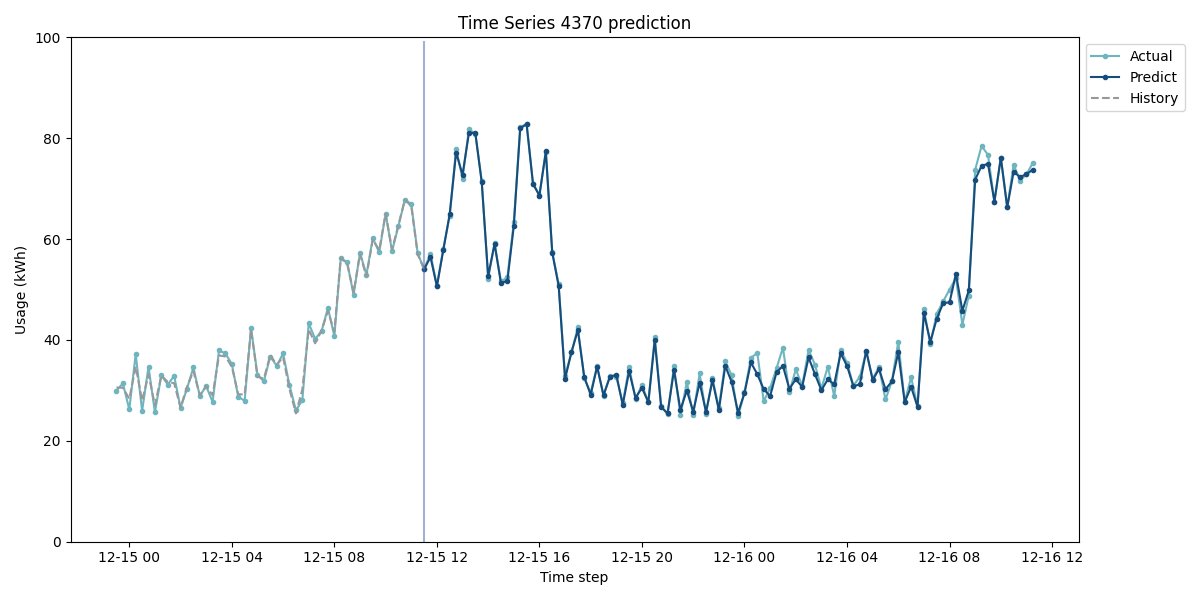 Time Series 4370 prediction
100
80
60
40
20
0
Usage (kWh)
12-15 00
12-15 04
12-15 08
12-15 12
12-15 16
12-15 20
12-16 00
12-16 04
12-16 08
12-16 12
Time step
Actual
Predict
History